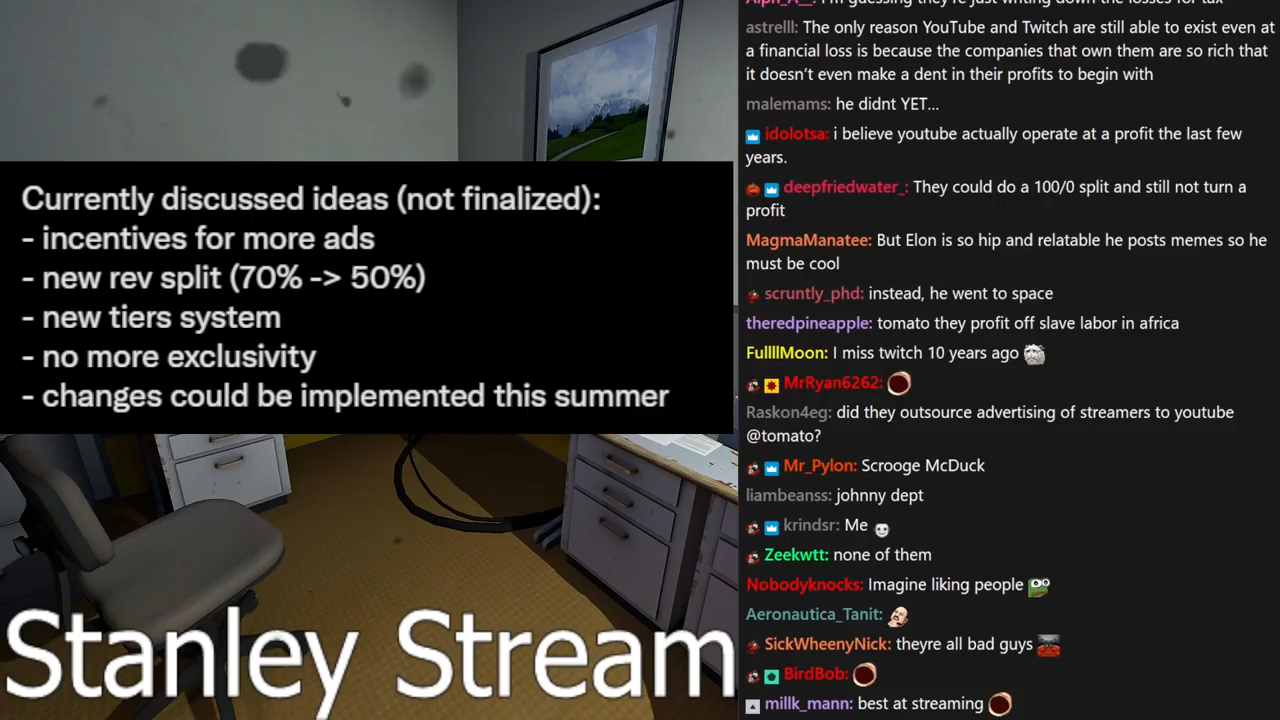 Currently discussed ideas (not finalized):
- incentives for more ads
- new rev split (70% -> 50%)
- new tiers system
- no more exclusivity
- changes could be implemented this summer
Stanley Stream
astrelll: The only reason YouTube and Twitch are still able to exist even at
a financial loss is because the companies that own them are so rich that
it doesn't even make a dent in their profits to begin with
malemams: he didnt YET...
idolotsa: i believe youtube actually operate at a profit the last few
years.
deepfriedwater_: They could do a 100/0 split and still not turn a
profit
MagmaManatee: But Elon is so hip and relatable he posts memes so he
must be cool
scruntly_phd: instead, he went to space
theredpineapple: tomato they profit off slave labor in africa
FullllMoon: I miss twitch 10 years ago
MrRyan6262:
Raskon4eg: did they outsource advertising of streamers to youtube
@tomato?
Mr_Pylon: Scrooge McDuck
liambeanss: johnny dept
krindsr: Me
Zeekwtt: none of them
Nobodyknocks: Imagine liking people
Aeronautica_Tanit:
SickWheenyNick: theyre all bad guys
BirdBob:
millk_mann: best at streaming